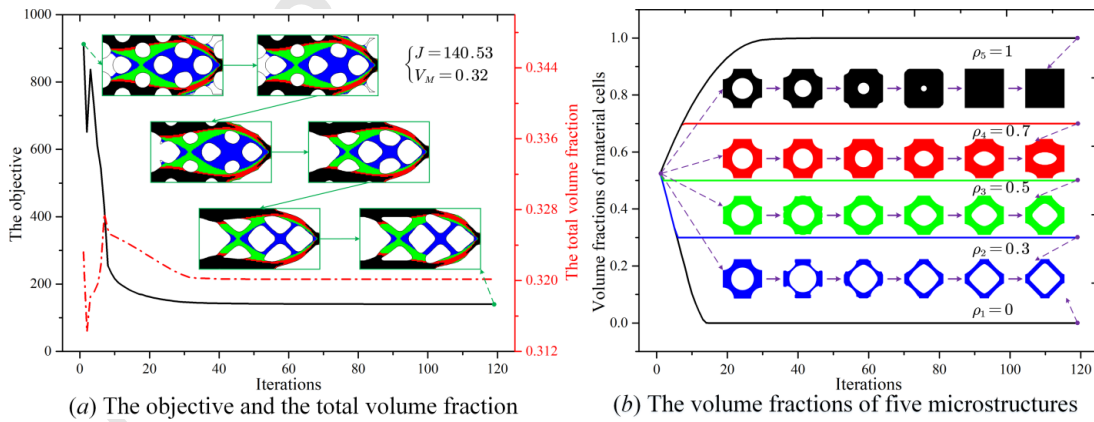 1000
800
600
400
200
0
The objective
0 20 40 60 80 100 120
Iterations
0.344
0.336
0.328
0.320
0.312
The total volume fraction
J = 140.53
V_M = 0.32
(a) The objective and the total volume fraction
1.0
0.8
0.6
0.4
0.2
0.0
Volume fractions of material cells
0 20 40 60 80 100 120
Iterations
ρ₅ = 1
ρ₄ = 0.7
ρ₃ = 0.5
ρ₂ = 0.3
ρ₁ = 0
(b) The volume fractions of five microstructures